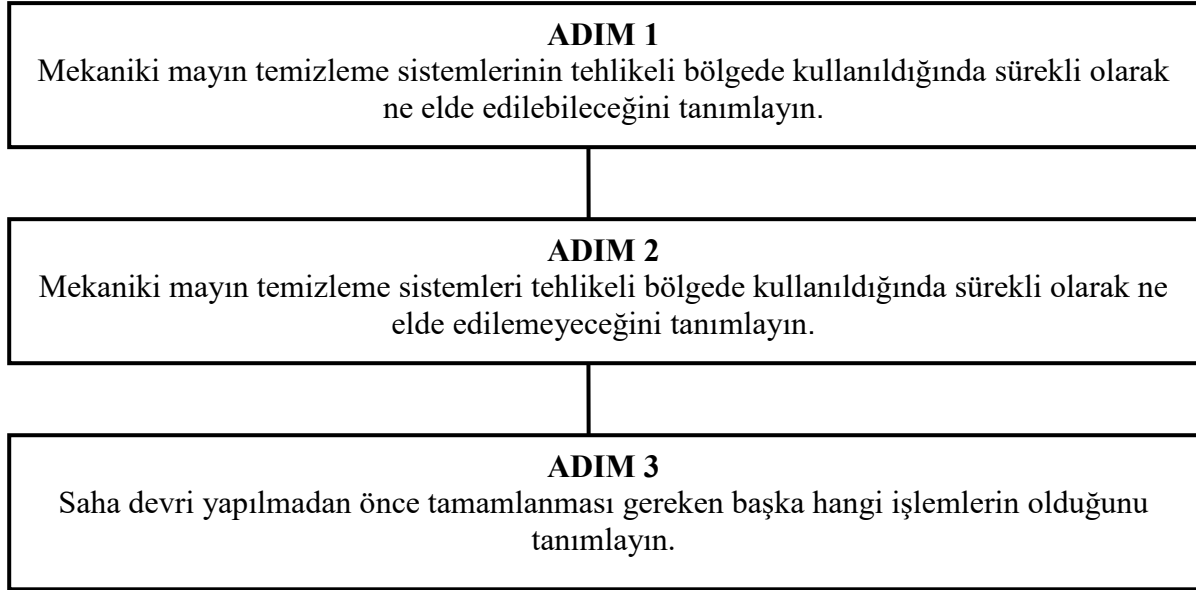 ADIM 1
Mekaniki mayın temizleme sistemlerinin tehlikeli bölgede kullanıldığında sürekli olarak
ne elde edilebileceğini tanımlayın.
ADIM 2
Mekaniki mayın temizleme sistemleri tehlikeli bölgede kullanıldığında sürekli olarak ne
elde edilemeyeceğini tanımlayın.
ADIM 3
Saha devri yapılmadan önce tamamlanması gereken başka hangi işlemlerin olduğunu
tanımlayın.